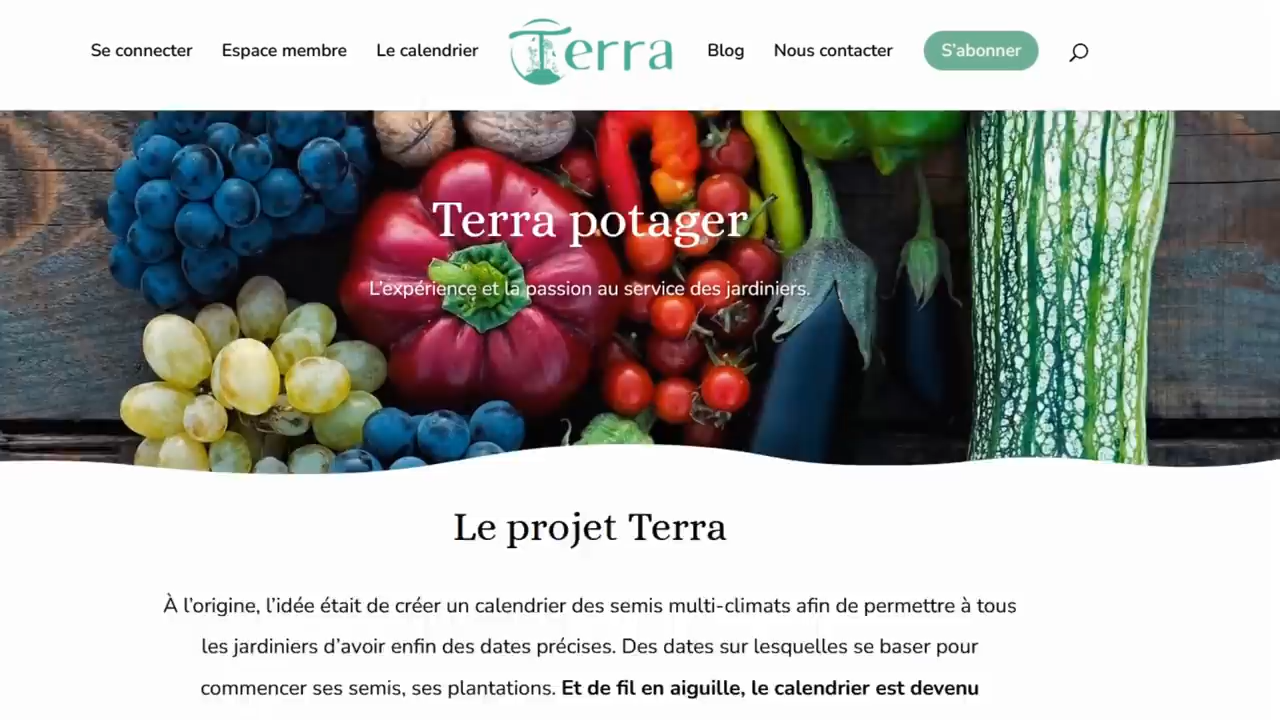 Se connecter
Espace membre
Le calendrier
Terra
Blog
Nous contacter
S'abonner
Terra potager
L'expérience et la passion au service des jardiniers.
Le projet Terra
À l'origine, l'idée était de créer un calendrier des semis multi-climats afin de permettre à tous
les jardiniers d'avoir enfin des dates précises. Des dates sur lesquelles se baser pour
commencer ses semis, ses plantations. Et de fil en aiguille, le calendrier est devenu